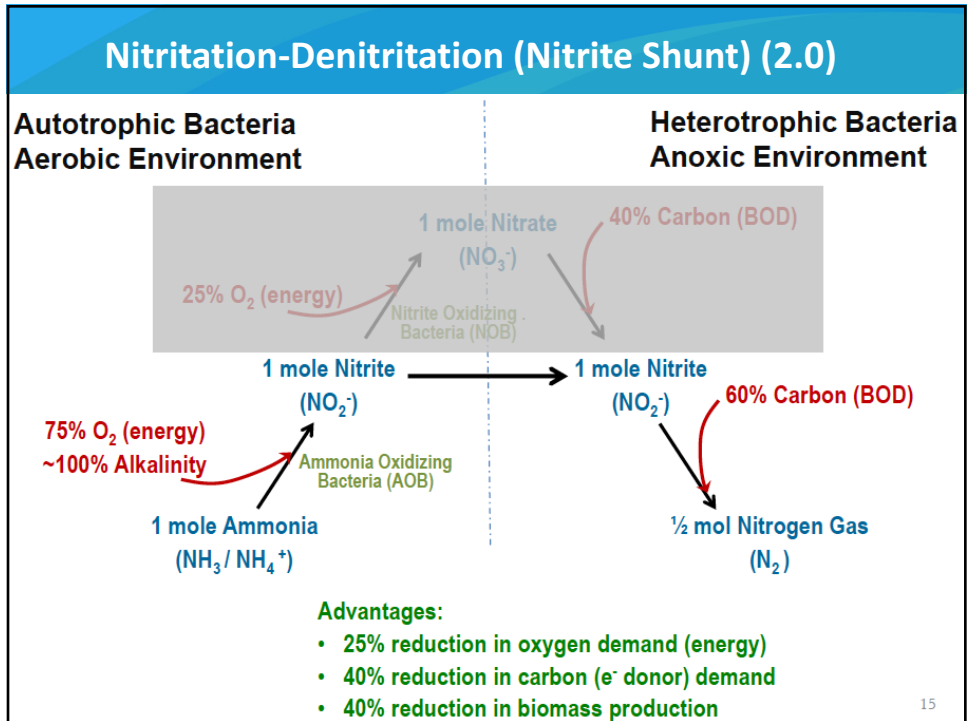 Nitritation-Denitritation (Nitrite Shunt) (2.0)
Autotrophic Bacteria
Aerobic Environment
Heterotrophic Bacteria
Anoxic Environment
1 mole Nitrate
(NO₃⁻)
40% Carbon (BOD)
25% O₂ (energy)
Nitrite Oxidizing .
Bacteria (NOB)
1 mole Nitrite
(NO₂⁻)
1 mole Nitrite
(NO₂⁻)
60% Carbon (BOD)
75% O₂ (energy)
~100% Alkalinity
Ammonia Oxidizing
Bacteria (AOB)
1 mole Ammonia
(NH₃ / NH₄⁺)
½ mol Nitrogen Gas
(N₂)
Advantages:
• 25% reduction in oxygen demand (energy)
• 40% reduction in carbon (e⁻ donor) demand
• 40% reduction in biomass production
15